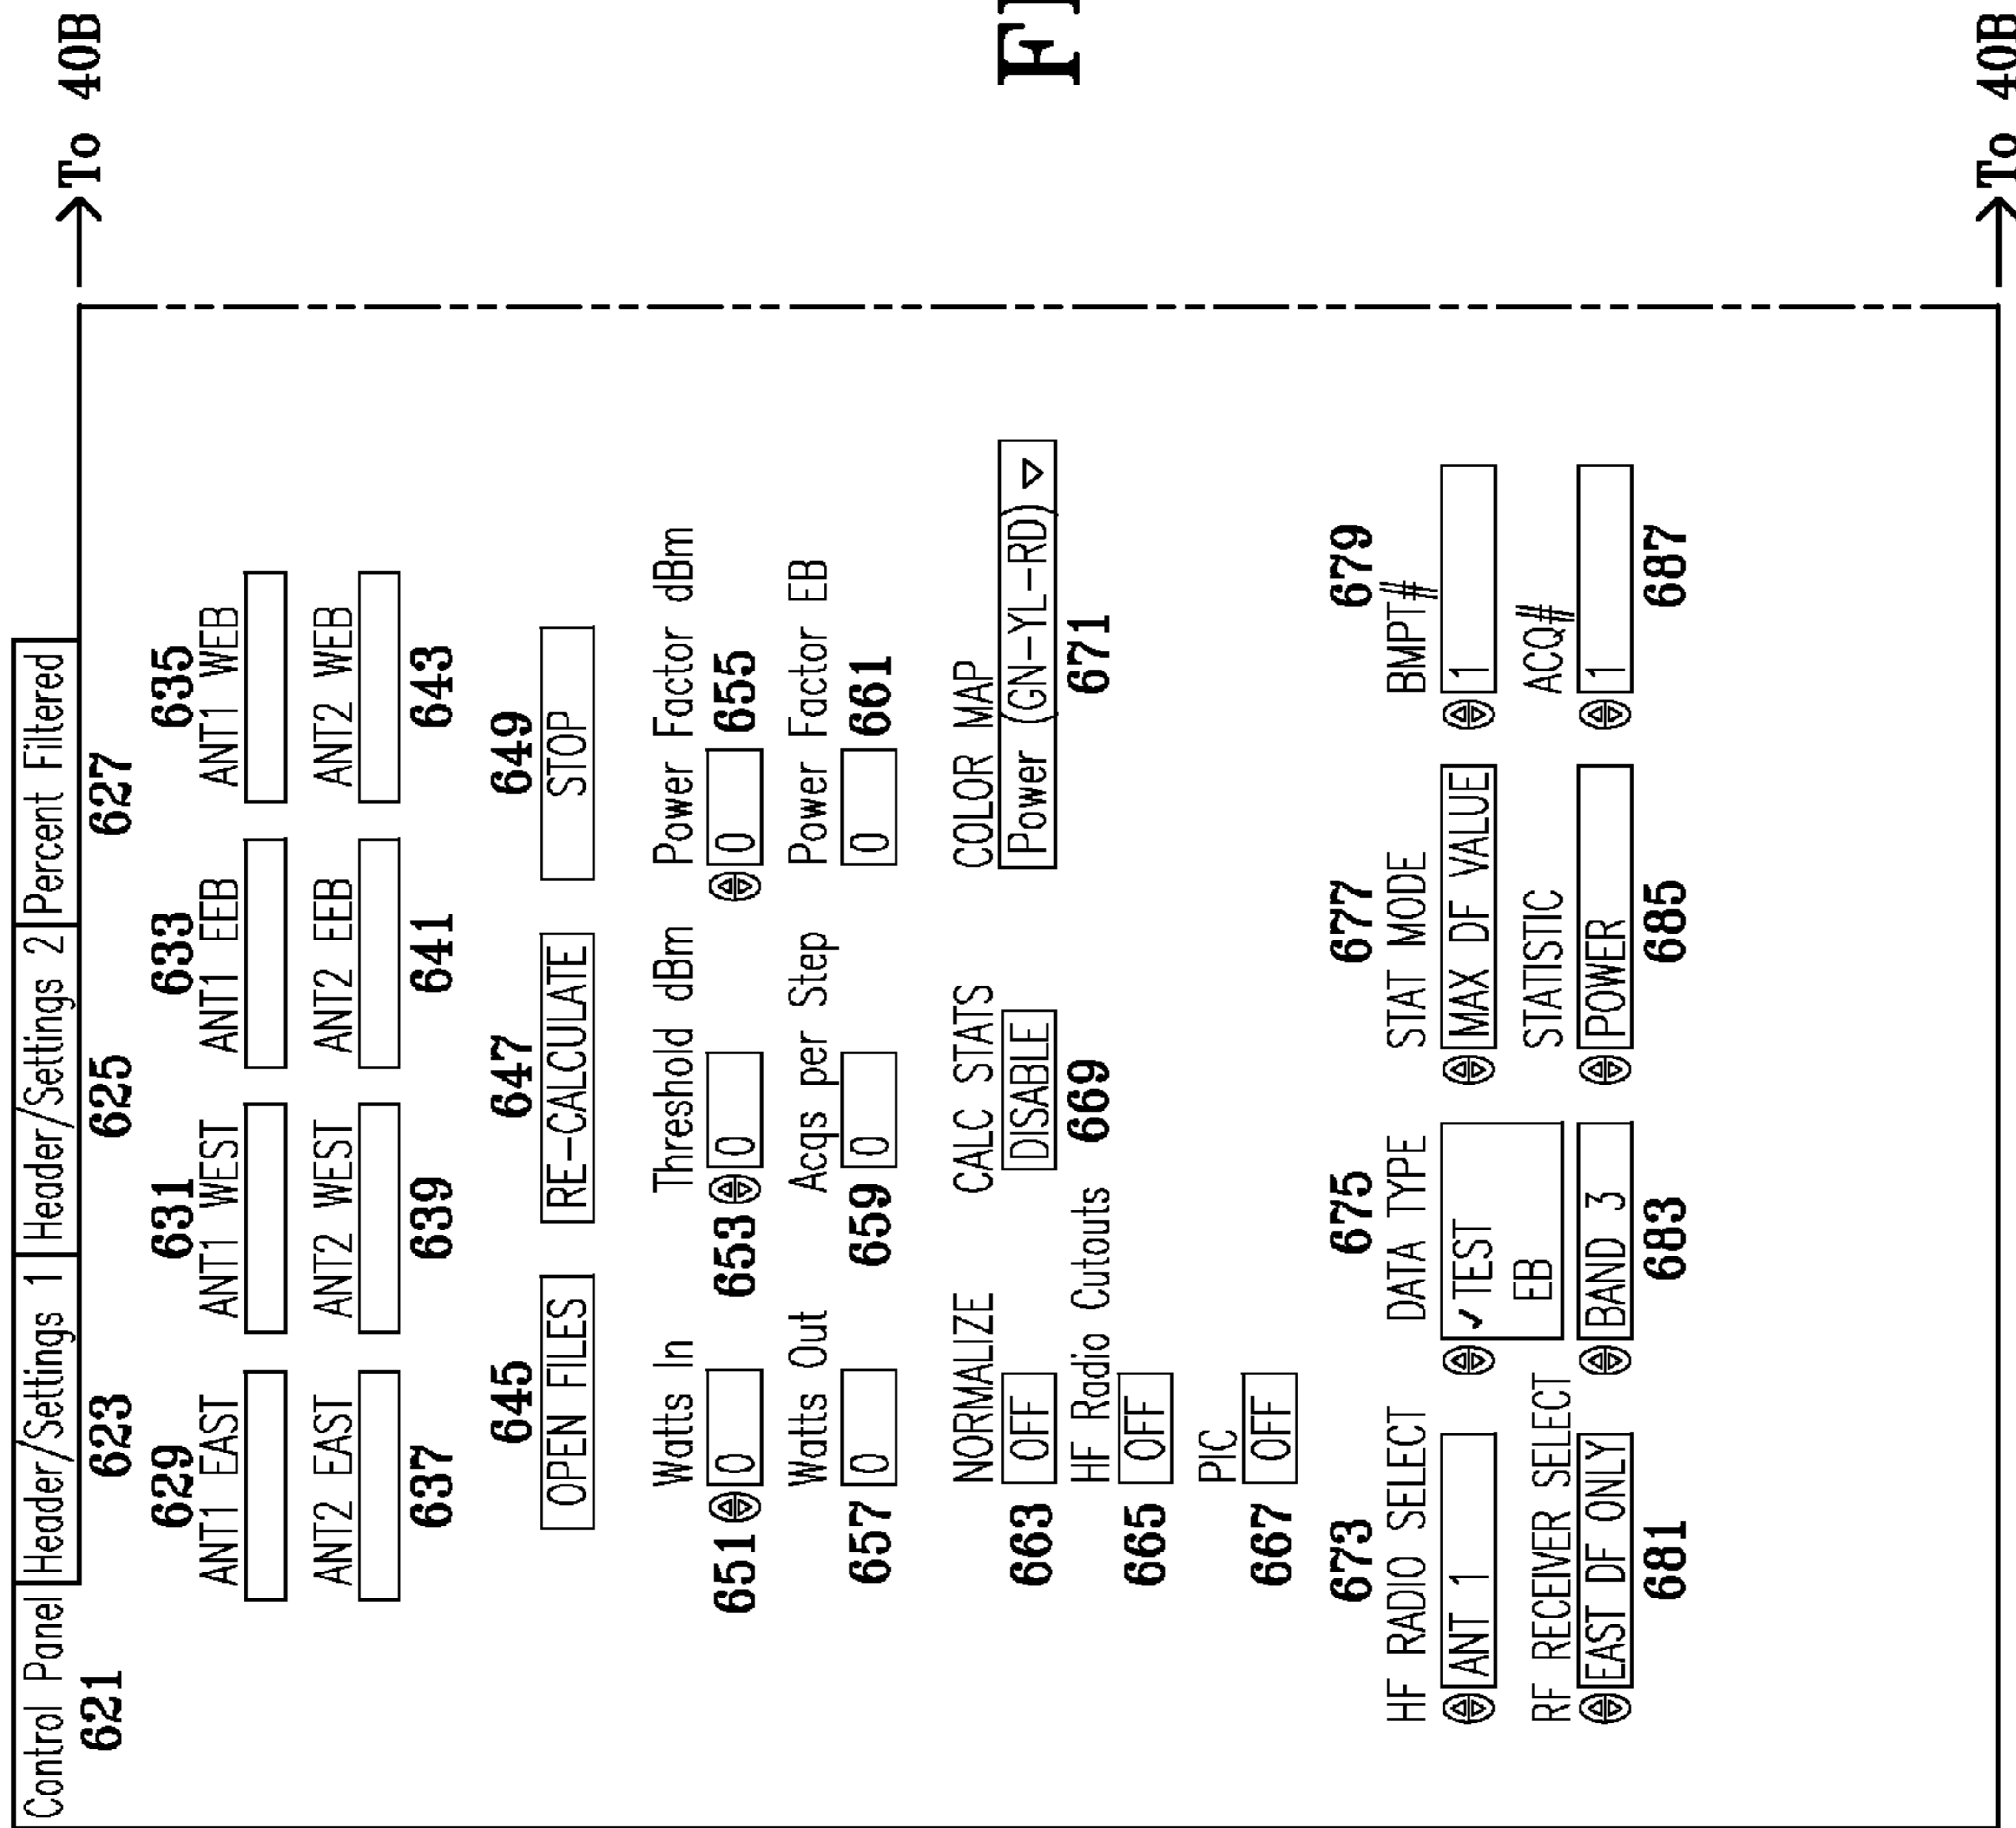 Control Panel Header/Settings 1 Header/Settings 2 Percent Filtered
621 623 625 627
→To 40B
629 631 633 635
ANT1 EAST ANT1 WEST ANT1 EEB ANT1 WEB
ANT2 EAST ANT2 WEST ANT2 EEB ANT2 WEB
637 639 641 643
645 647 649
OPEN FILES RE-CALCULATE STOP
Watts In Threshold dBm Power Factor dBm
651 0 653 0 0 655
Watts Out Acqs per Step Power Factor EB
657 0 659 0 0 661
NORMALIZE CALC STATS COLOR MAP
663 OFF DISABLE Power (GN-YL-RD)
669 671
HF Radio Cutouts
665 OFF
PIC
667 OFF
673 675 677 679
HF RADIO SELECT DATA TYPE STAT MODE BMPT#
ANT 1 ✓TEST MAX DF VALUE 1
EB
RF RECEIVER SELECT STATISTIC ACQ#
EAST DF ONLY BAND 3 POWER 1
681 683 685 687
→To 40B